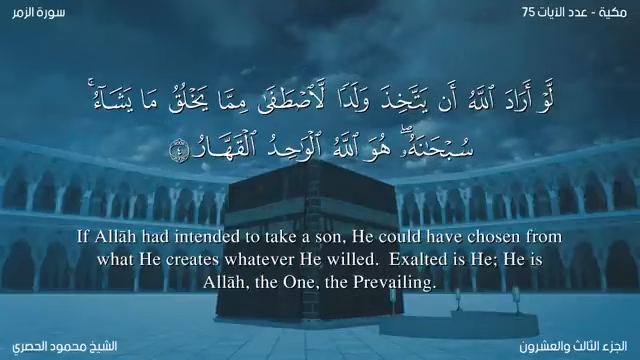 سورة الزمر
مكية - عدد الآيات 75
لَّوْ أَرَادَ ٱللَّهُ أَن يَتَّخِذَ وَلَدًا لَّٱصْطَفَىٰ مِمَّا يَخْلُقُ مَا يَشَآءُ ۚ
سُبْحَـٰنَهُۥ ۖ هُوَ ٱللَّهُ ٱلْوَٰحِدُ ٱلْقَهَّارُ ٤
If Allāh had intended to take a son, He could have chosen from
what He creates whatever He willed. Exalted is He; He is
Allāh, the One, the Prevailing.
الشيخ محمود الحصري
الجزء الثالث والعشرون